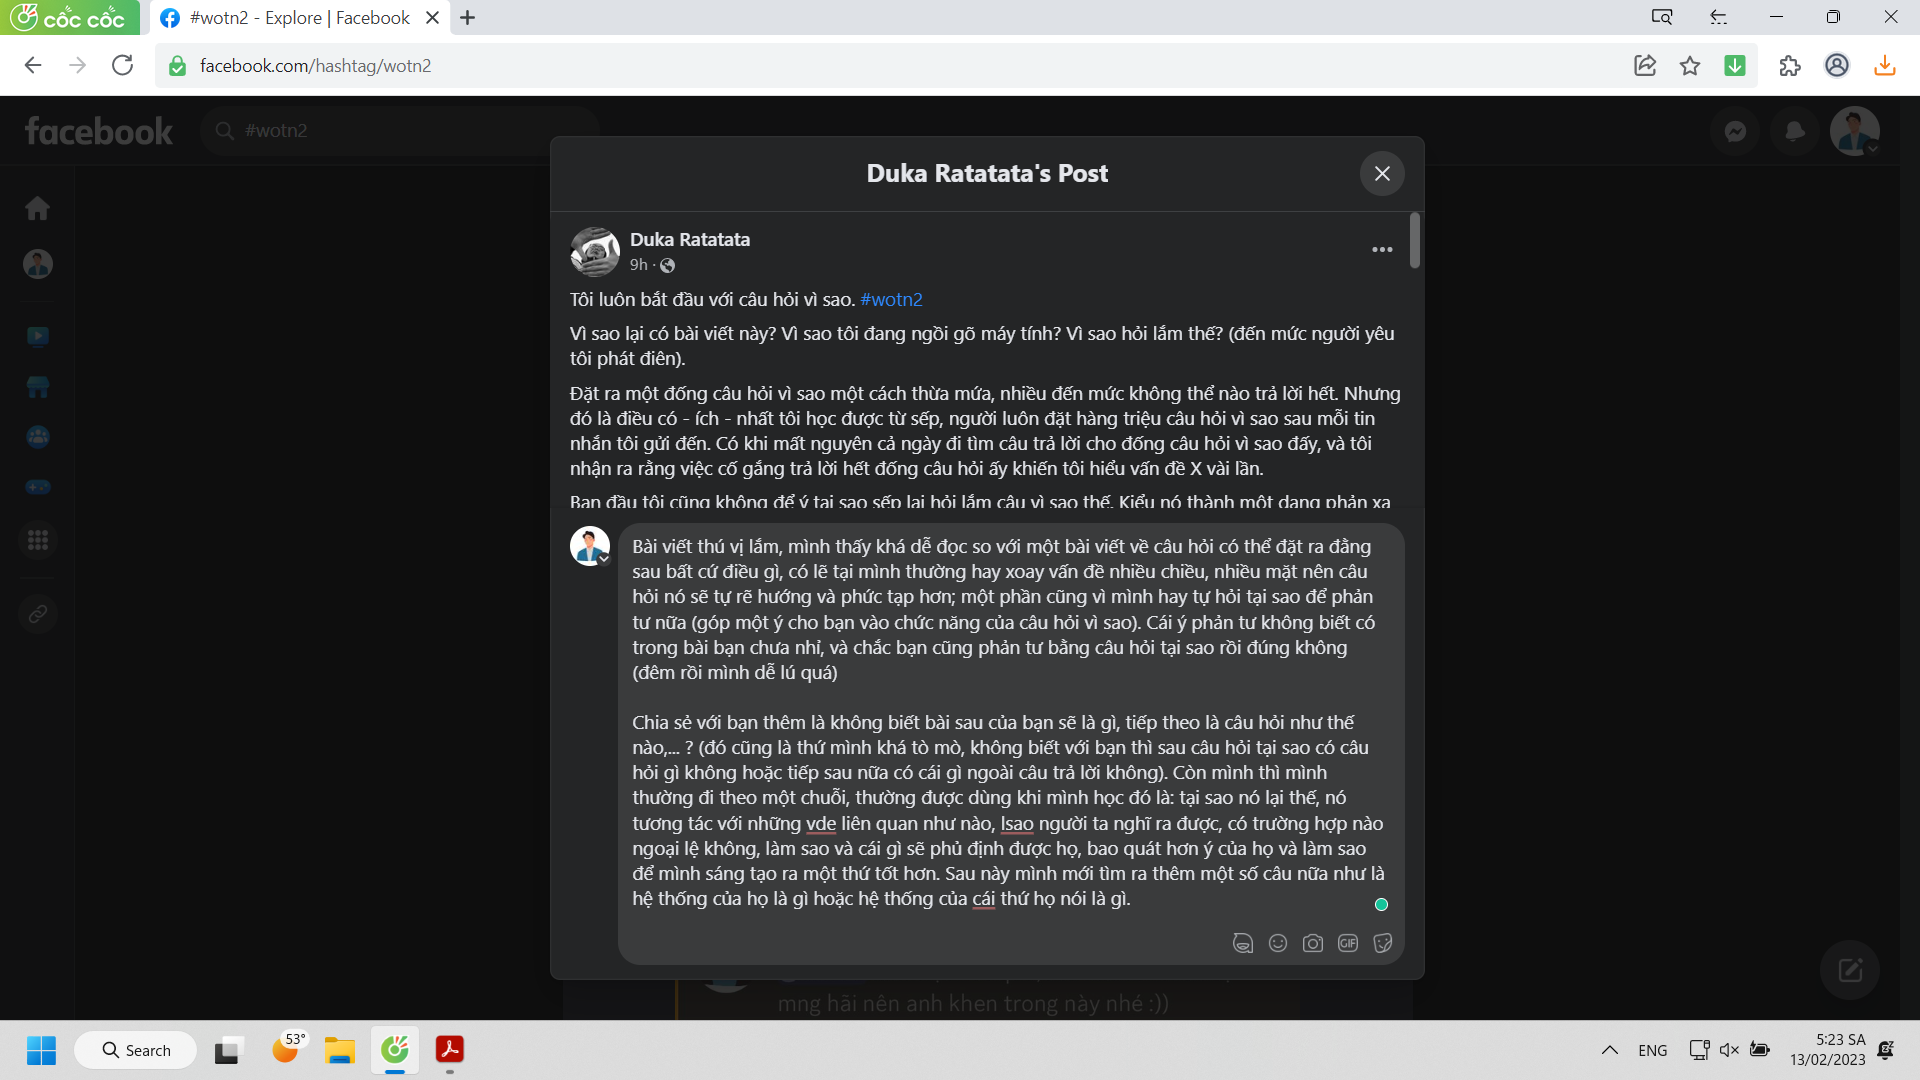 cốc cốc
#wotn2 - Explore | Facebook
facebook.com/hashtag/wotn2
facebook
#wotn2
Duka Ratatata's Post
Duka Ratatata
9h ·
Tôi luôn bắt đầu với câu hỏi vì sao. #wotn2
Vì sao lại có bài viết này? Vì sao tôi đang ngồi gõ máy tính? Vì sao hỏi lắm thế? (đến mức người yêu
tôi phát điên).
Đặt ra một đống câu hỏi vì sao một cách thừa mứa, nhiều đến mức không thể nào trả lời hết. Nhưng
đó là điều có - ích - nhất tôi học được từ sếp, người luôn đặt hàng triệu câu hỏi vì sao sau mỗi tin
nhắn tôi gửi đến. Có khi mất nguyên cả ngày đi tìm câu trả lời cho đống câu hỏi vì sao đấy, và tôi
nhận ra rằng việc cố gắng trả lời hết đống câu hỏi ấy khiến tôi hiểu vấn đề X vài lần.
Ban đầu tôi cũng không để ý tại sao sếp lại hỏi lắm câu vì sao thế. Kiểu nó thành một dạng phản xạ
Bài viết thú vị lắm, mình thấy khá dễ đọc so với một bài viết về câu hỏi có thể đặt ra đằng
sau bất cứ điều gì, có lẽ tại mình thường hay xoay vấn đề nhiều chiều, nhiều mặt nên câu
hỏi nó sẽ tự rẽ hướng và phức tạp hơn; một phần cũng vì mình hay tự hỏi tại sao để phản
tư nữa (góp một ý cho bạn vào chức năng của câu hỏi vì sao). Cái ý phản tư không biết có
trong bài bạn chưa nhỉ, và chắc bạn cũng phản tư bằng câu hỏi tại sao rồi đúng không
(đêm rồi mình dễ lú quá)
Chia sẻ với bạn thêm là không biết bài sau của bạn sẽ là gì, tiếp theo là câu hỏi như thế
nào,... ? (đó cũng là thứ mình khá tò mò, không biết với bạn thì sau câu hỏi tại sao có câu
hỏi gì không hoặc tiếp sau nữa có cái gì ngoài câu trả lời không). Còn mình thì mình
thường đi theo một chuỗi, thường được dùng khi mình học đó là: tại sao nó lại thế, nó
tương tác với những vde liên quan như nào, lsao người ta nghĩ ra được, có trường hợp nào
ngoại lệ không, làm sao và cái gì sẽ phủ định được họ, bao quát hơn ý của họ và làm sao
để mình sáng tạo ra một thứ tốt hơn. Sau này mình mới tìm ra thêm một số câu nữa như là
hệ thống của họ là gì hoặc hệ thống của cái thứ họ nói là gì.
GIF
mng hãi nên anh khen trong này nhé :))
Search
53°
ENG
5:23 SA
13/02/2023